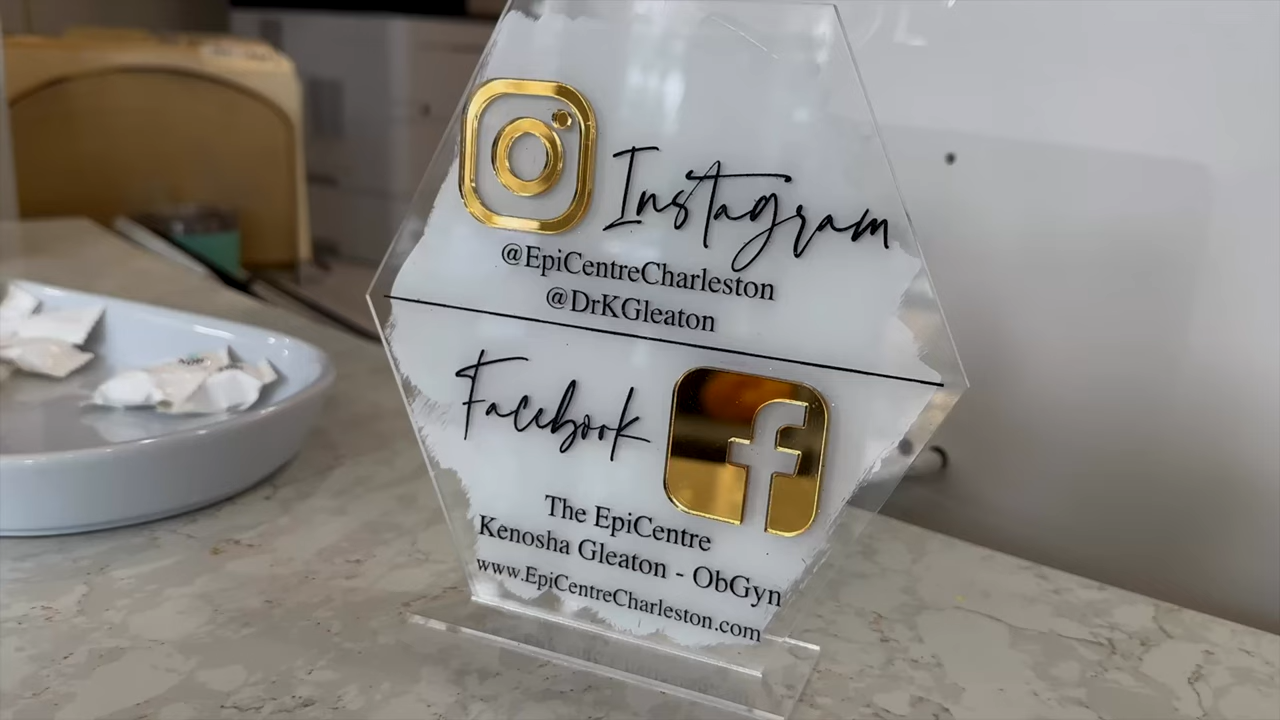 Instagram
@EpiCentreCharleston
@DrKGleaton
Facebook
f
The EpiCentre
Kenosha Gleaton - ObGyn
www.EpiCentreCharleston.com